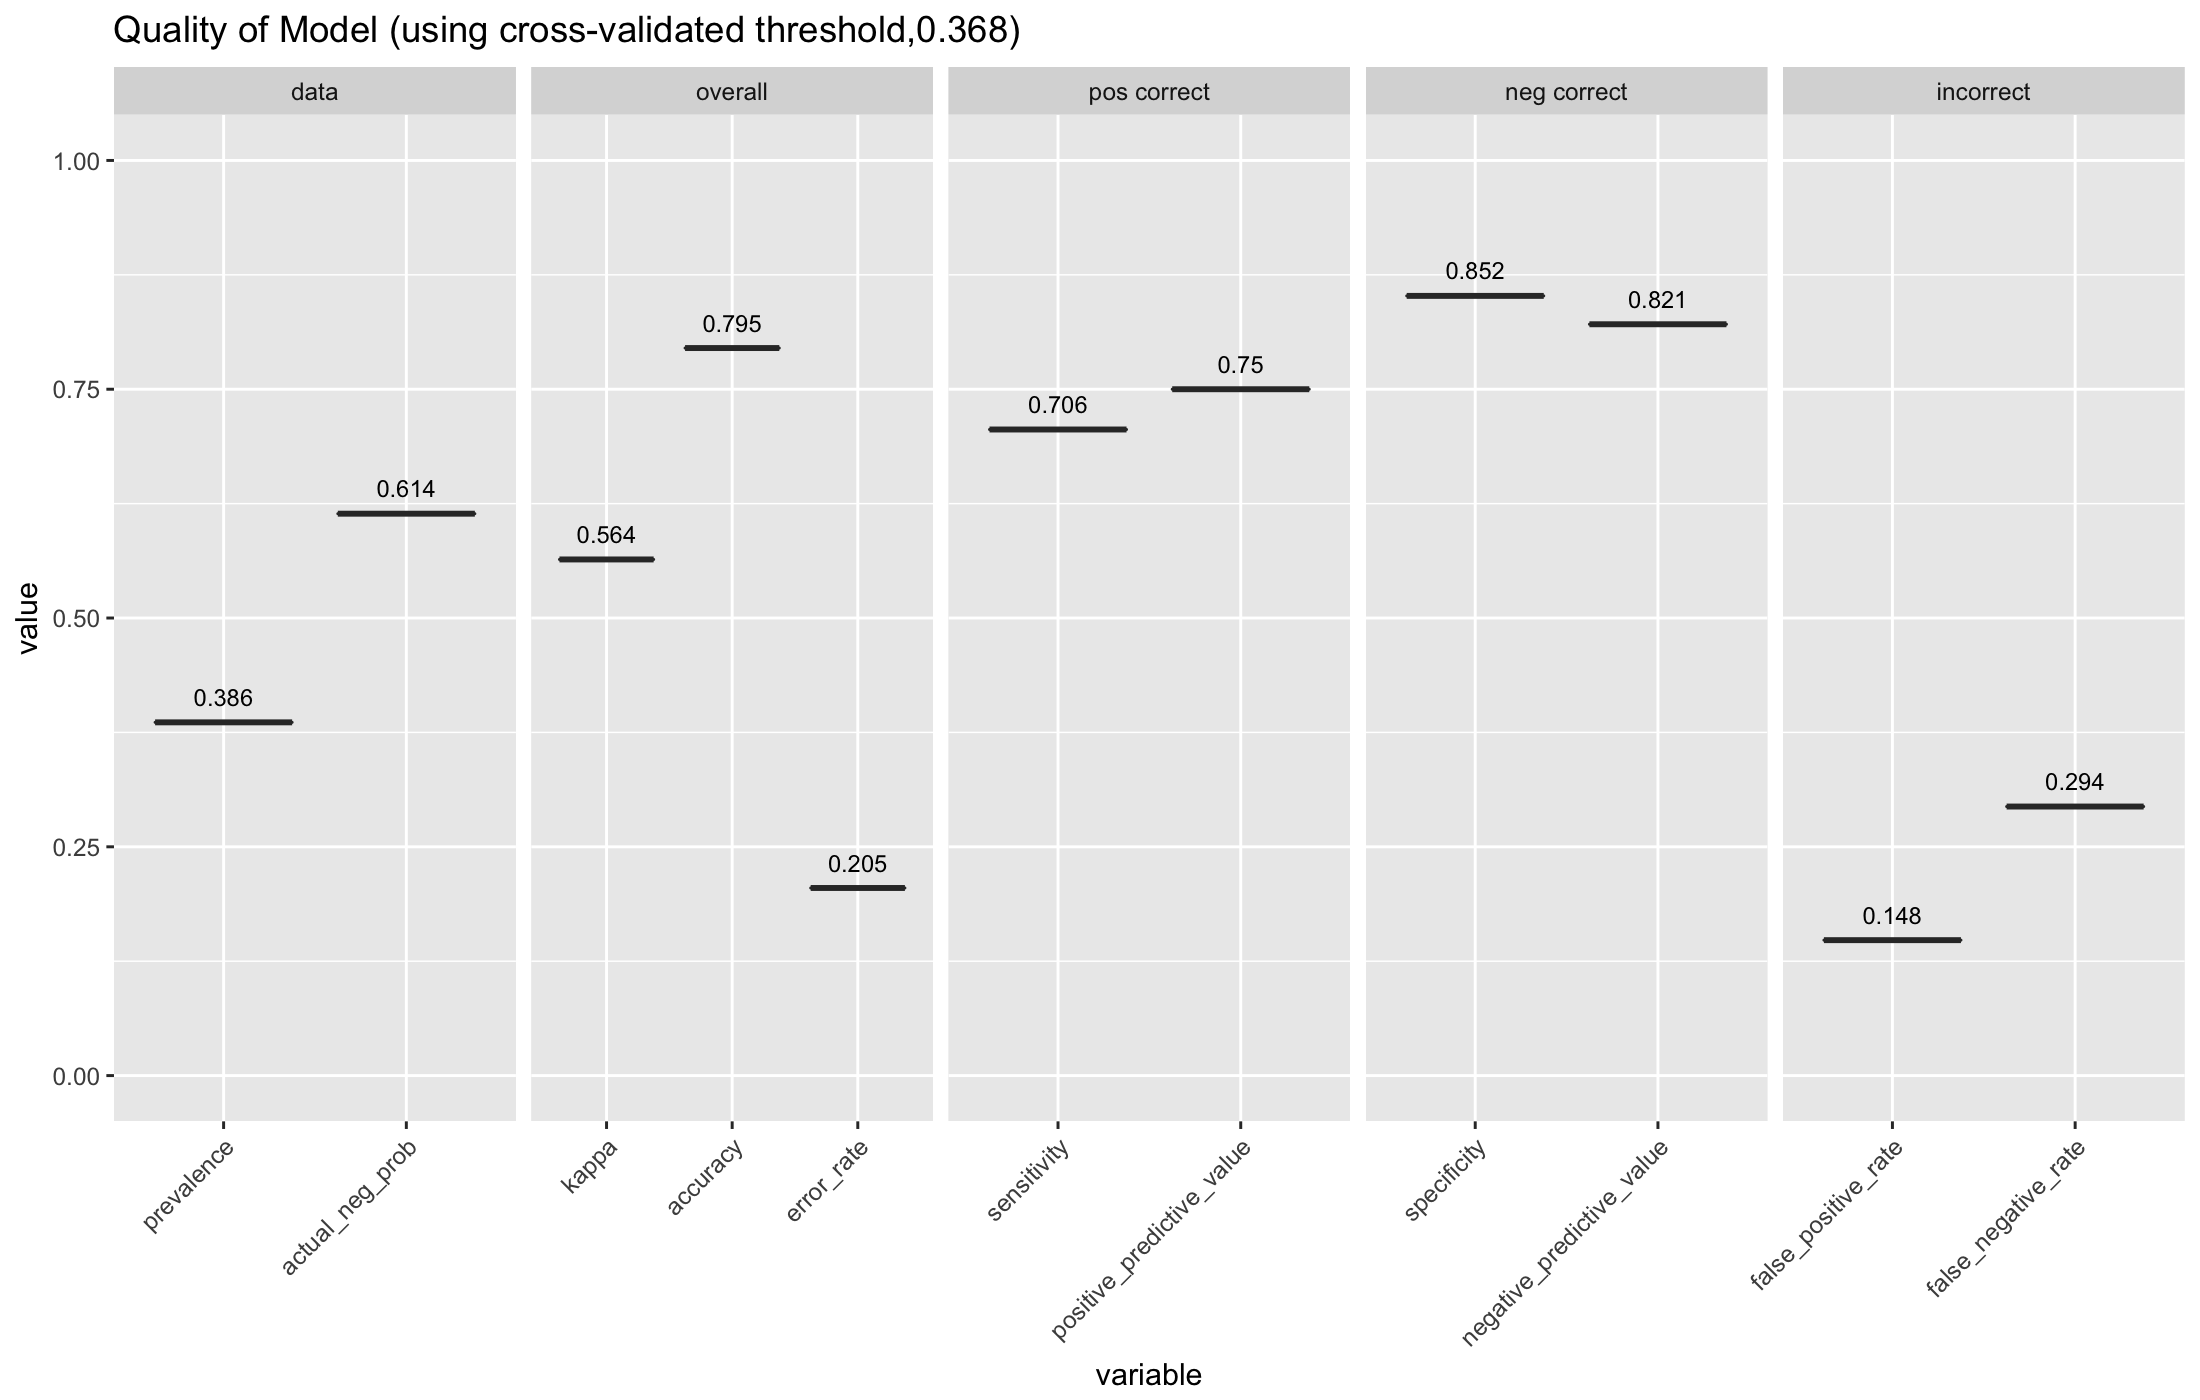 Quality of Model (using cross-validated threshold,0.368)
data
overall
pos correct
neg correct
incorrect
value
1.00
0.75
0.50
0.25
0.00
0.386
0.614
0.564
0.795
0.205
0.706
0.75
0.852
0.821
0.148
0.294
prevalence
actual_neg_prob
kappa
accuracy
error_rate
sensitivity
positive_predictive_value
specificity
negative_predictive_value
false_positive_rate
false_negative_rate
variable